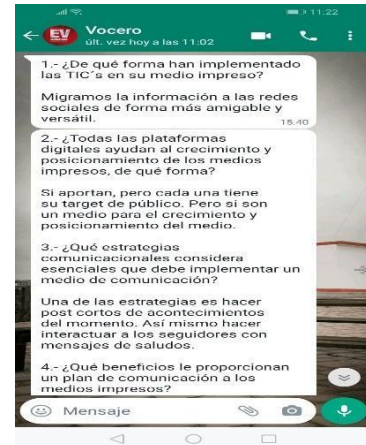 11:22
EV
Vocero
últ. vez hoy a las 11:02
1.- ¿De qué forma han implementado
las TIC´s en su medio impreso?
Migramos la información a las redes
sociales de forma más amigable y
versátil.
18:40
2.- ¿Todas las plataformas
digitales ayudan al crecimiento y
posicionamiento de los medios
impresos, de qué forma?
Si aportan, pero cada una tiene
su target de público. Pero si son
un medio para el crecimiento y
posicionamiento del medio.
3.- ¿Qué estrategias
comunicacionales considera
esenciales que debe implementar un
medio de comunicación?
Una de las estrategias es hacer
post cortos de acontecimientos
del momento. Así mismo hacer
interactuar a los seguidores con
mensajes de saludos.
4.- ¿Qué beneficios le proporcionan
un plan de comunicación a los
medios impresos?
Mensaje